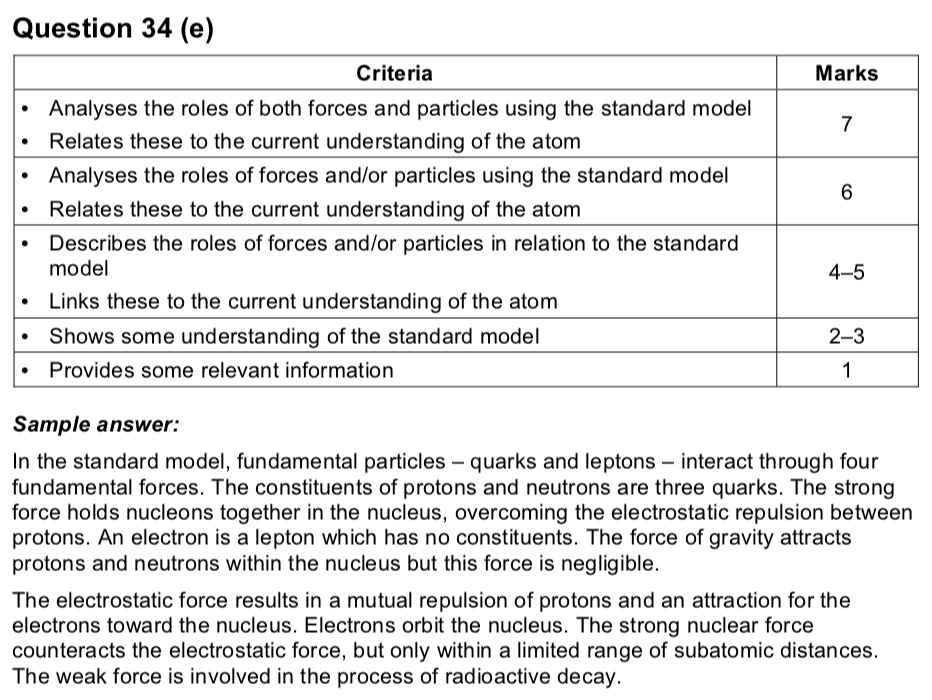 Question 34 (e)
Criteria Marks
• Analyses the roles of both forces and particles using the standard model
• Relates these to the current understanding of the atom
7
• Analyses the roles of forces and/or particles using the standard model
• Relates these to the current understanding of the atom
6
• Describes the roles of forces and/or particles in relation to the standard
model
• Links these to the current understanding of the atom
4–5
• Shows some understanding of the standard model 2–3
• Provides some relevant information 1
Sample answer:
In the standard model, fundamental particles – quarks and leptons – interact through four
fundamental forces. The constituents of protons and neutrons are three quarks. The strong
force holds nucleons together in the nucleus, overcoming the electrostatic repulsion between
protons. An electron is a lepton which has no constituents. The force of gravity attracts
protons and neutrons within the nucleus but this force is negligible.
The electrostatic force results in a mutual repulsion of protons and an attraction for the
electrons toward the nucleus. Electrons orbit the nucleus. The strong nuclear force
counteracts the electrostatic force, but only within a limited range of subatomic distances.
The weak force is involved in the process of radioactive decay.